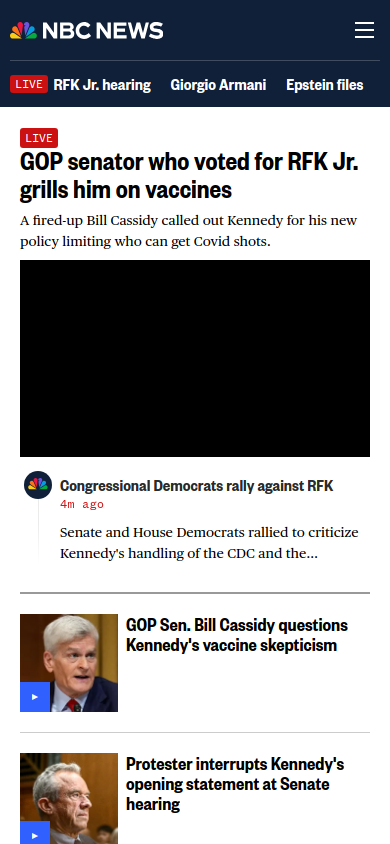 NBC NEWS
LIVE RFK Jr. hearing Giorgio Armani Epstein files
LIVE
GOP senator who voted for RFK Jr.
grills him on vaccines
A fired-up Bill Cassidy called out Kennedy for his new
policy limiting who can get Covid shots.
Congressional Democrats rally against RFK
4m ago
Senate and House Democrats rallied to criticize
Kennedy's handling of the CDC and the...
GOP Sen. Bill Cassidy questions
Kennedy's vaccine skepticism
Protester interrupts Kennedy's
opening statement at Senate
hearing